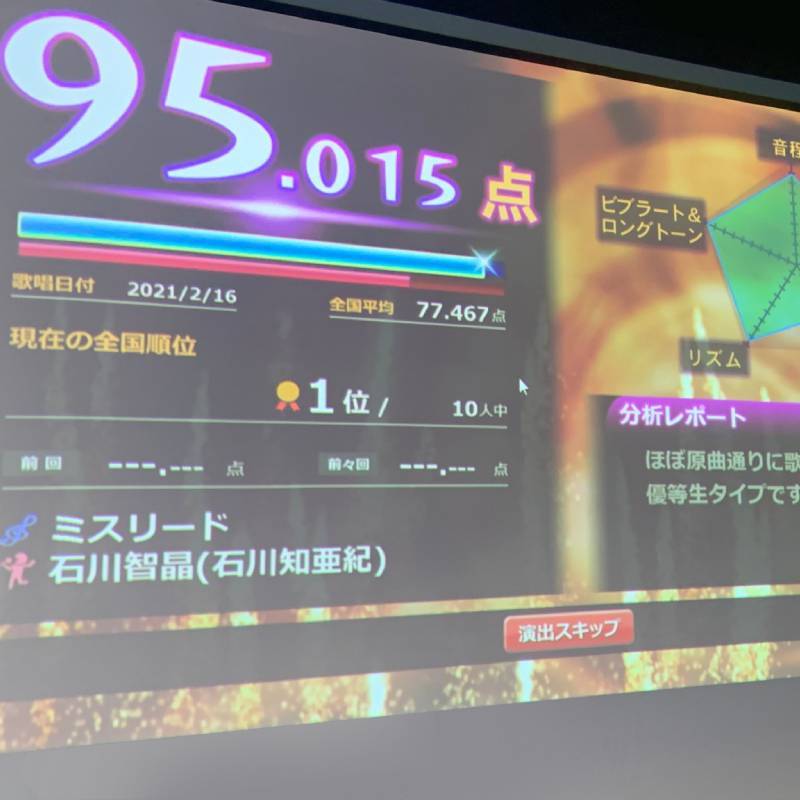 95.015点
歌唱日付 2021/2/16
全国平均 77.467点
現在の全国順位
1位/ 10人中
前回 ---.---点 前々回 ---.---点
ミスリード
石川智晶(石川知亜紀)
音程
ビブラート&
ロングトーン
リズム
分析レポート
ほぼ原曲通りに歌
優等生タイプです
演出スキップ